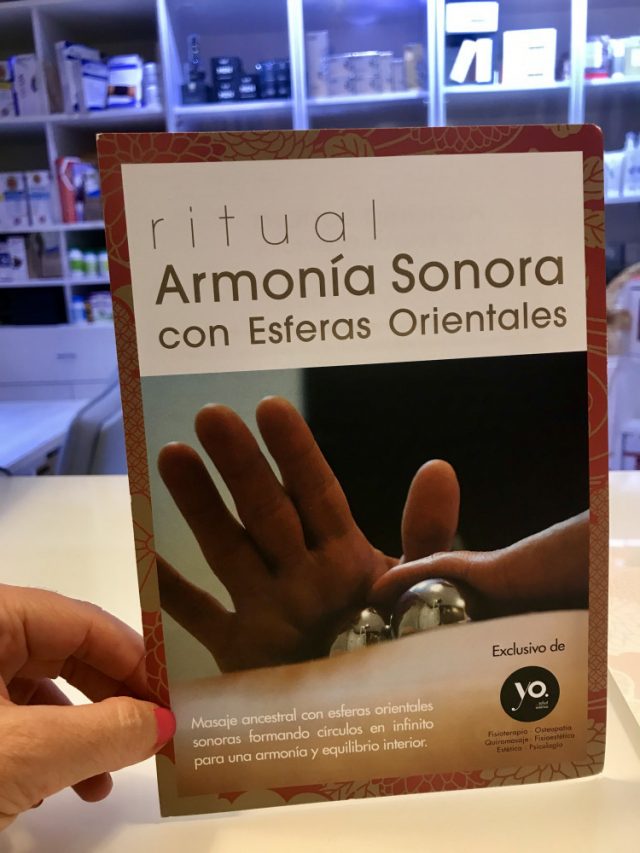 ritual
Armonía Sonora
con Esferas Orientales
Exclusivo de
yo.
Fisioterapia · Osteopatía
Quiromasaje · Fisioestética
Estética · Psicología
Masaje ancestral con esferas orientales
sonoras formando círculos en infinito
para una armonía y equilibrio interior.